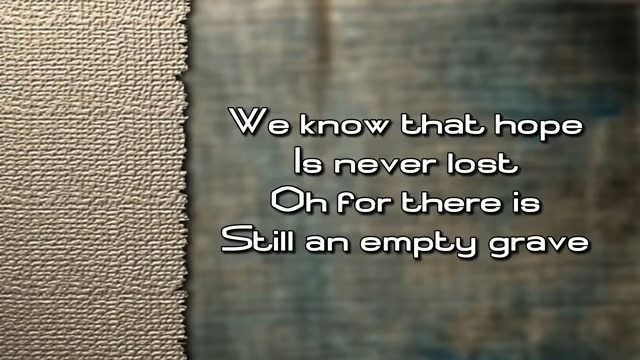 We know that hope
Is never lost
Oh for there is
Still an empty grave